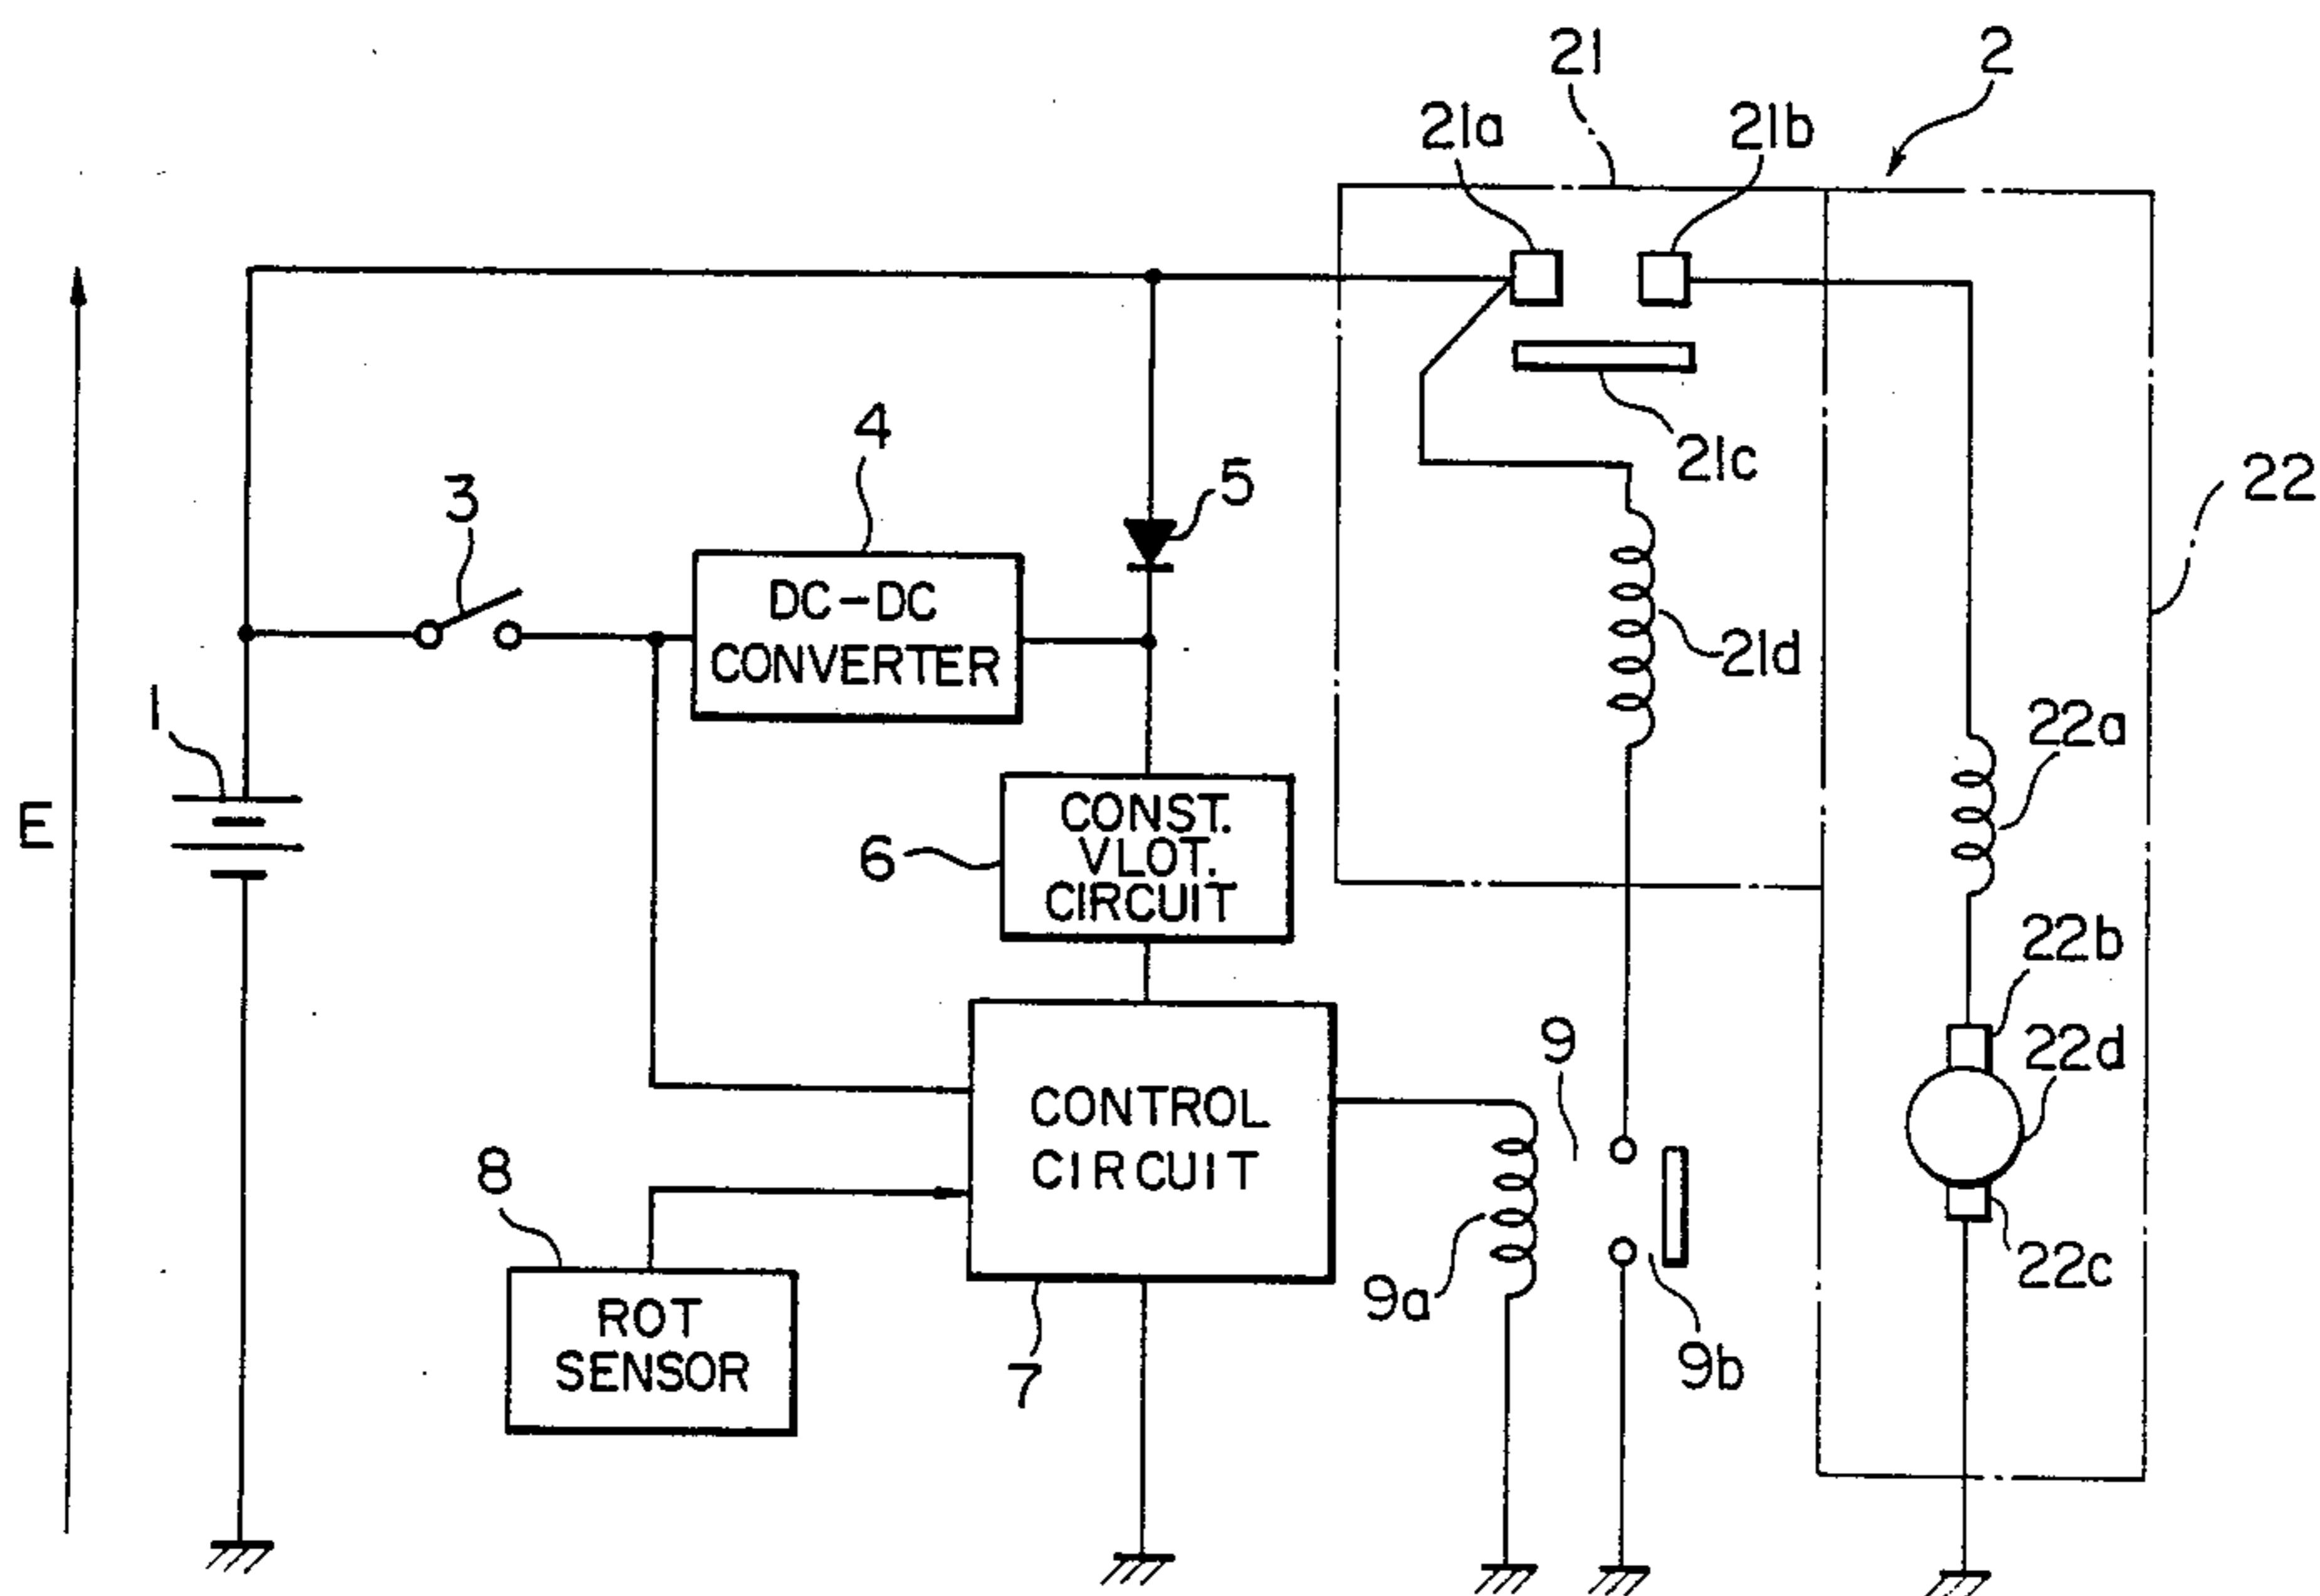 21
2
21a
21b
21c
4
5
3
22
DC-DC
CONVERTER
21d
1
22a
E
CONST.
VLOT.
CIRCUIT
6
22b
9
22d
CONTROL
CIRCUIT
8
22c
9a
ROT
SENSOR
7
9b